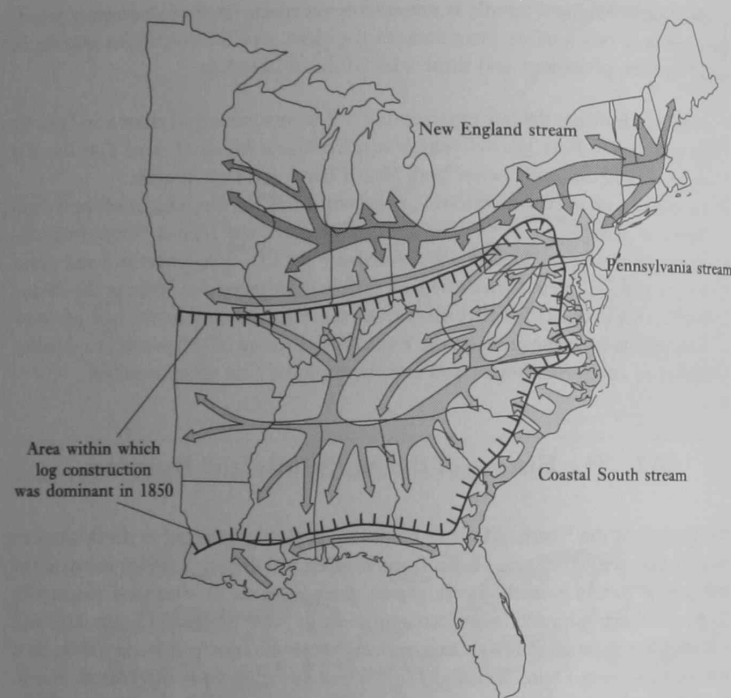 New England stream
Pennsylvania stream
Area within which
log construction
was dominant in 1850
Coastal South stream